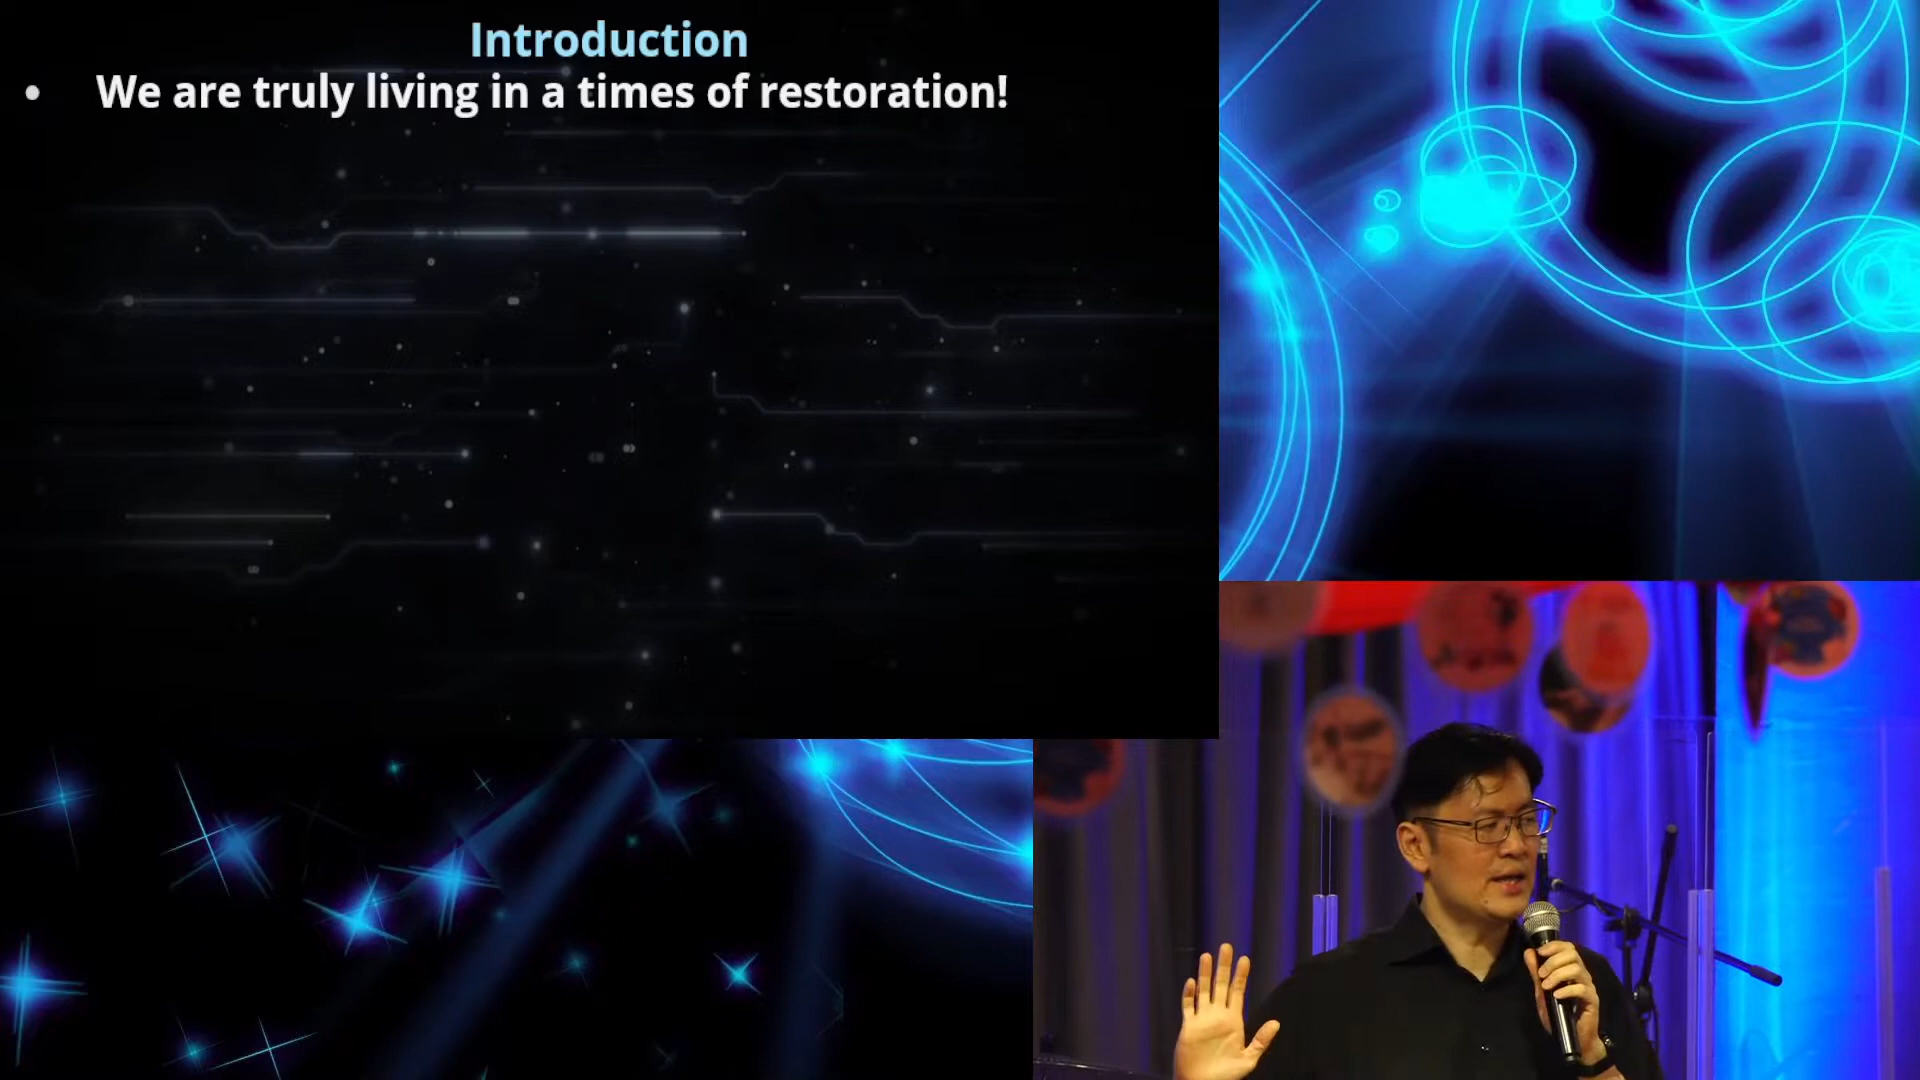 Introduction
• We are truly living in a times of restoration!